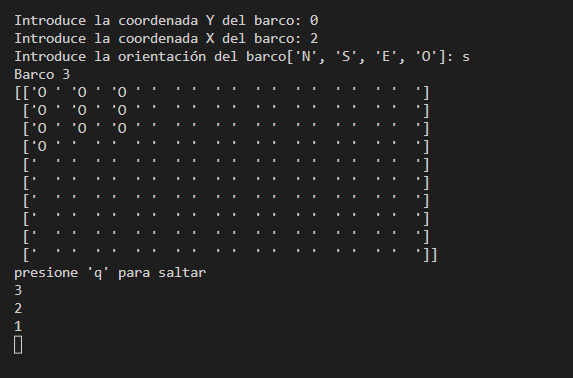 Introduce la coordenada Y del barco: 0
Introduce la coordenada X del barco: 2
Introduce la orientación del barco['N', 'S', 'E', 'O']: s
Barco 3
[['O ' 'O ' 'O ' '  ' '  ' '  ' '  ' '  ' '  ' '  ']
 ['O ' 'O ' 'O ' '  ' '  ' '  ' '  ' '  ' '  ' '  ']
 ['O ' 'O ' 'O ' '  ' '  ' '  ' '  ' '  ' '  ' '  ']
 ['O ' '  ' '  ' '  ' '  ' '  ' '  ' '  ' '  ' '  ']
 ['  ' '  ' '  ' '  ' '  ' '  ' '  ' '  ' '  ' '  ']
 ['  ' '  ' '  ' '  ' '  ' '  ' '  ' '  ' '  ' '  ']
 ['  ' '  ' '  ' '  ' '  ' '  ' '  ' '  ' '  ' '  ']
 ['  ' '  ' '  ' '  ' '  ' '  ' '  ' '  ' '  ' '  ']
 ['  ' '  ' '  ' '  ' '  ' '  ' '  ' '  ' '  ' '  ']
 ['  ' '  ' '  ' '  ' '  ' '  ' '  ' '  ' '  ' '  ']]
presione 'q' para saltar
3
2
1